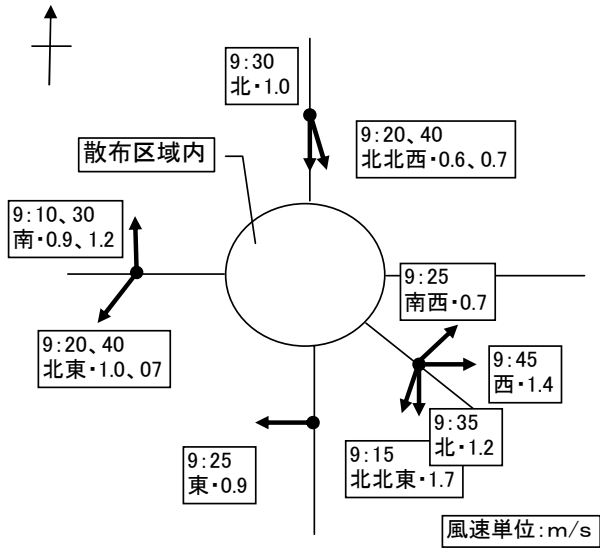 9:30
北・1.0
9:20、40
北北西・0.6、0.7
散布区域内
9:10、30
南・0.9、1.2
9:25
南西・0.7
9:20、40
北東・1.0、07
9:45
西・1.4
9:35
北・1.2
9:15
北北東・1.7
9:25
東・0.9
風速単位:m/s